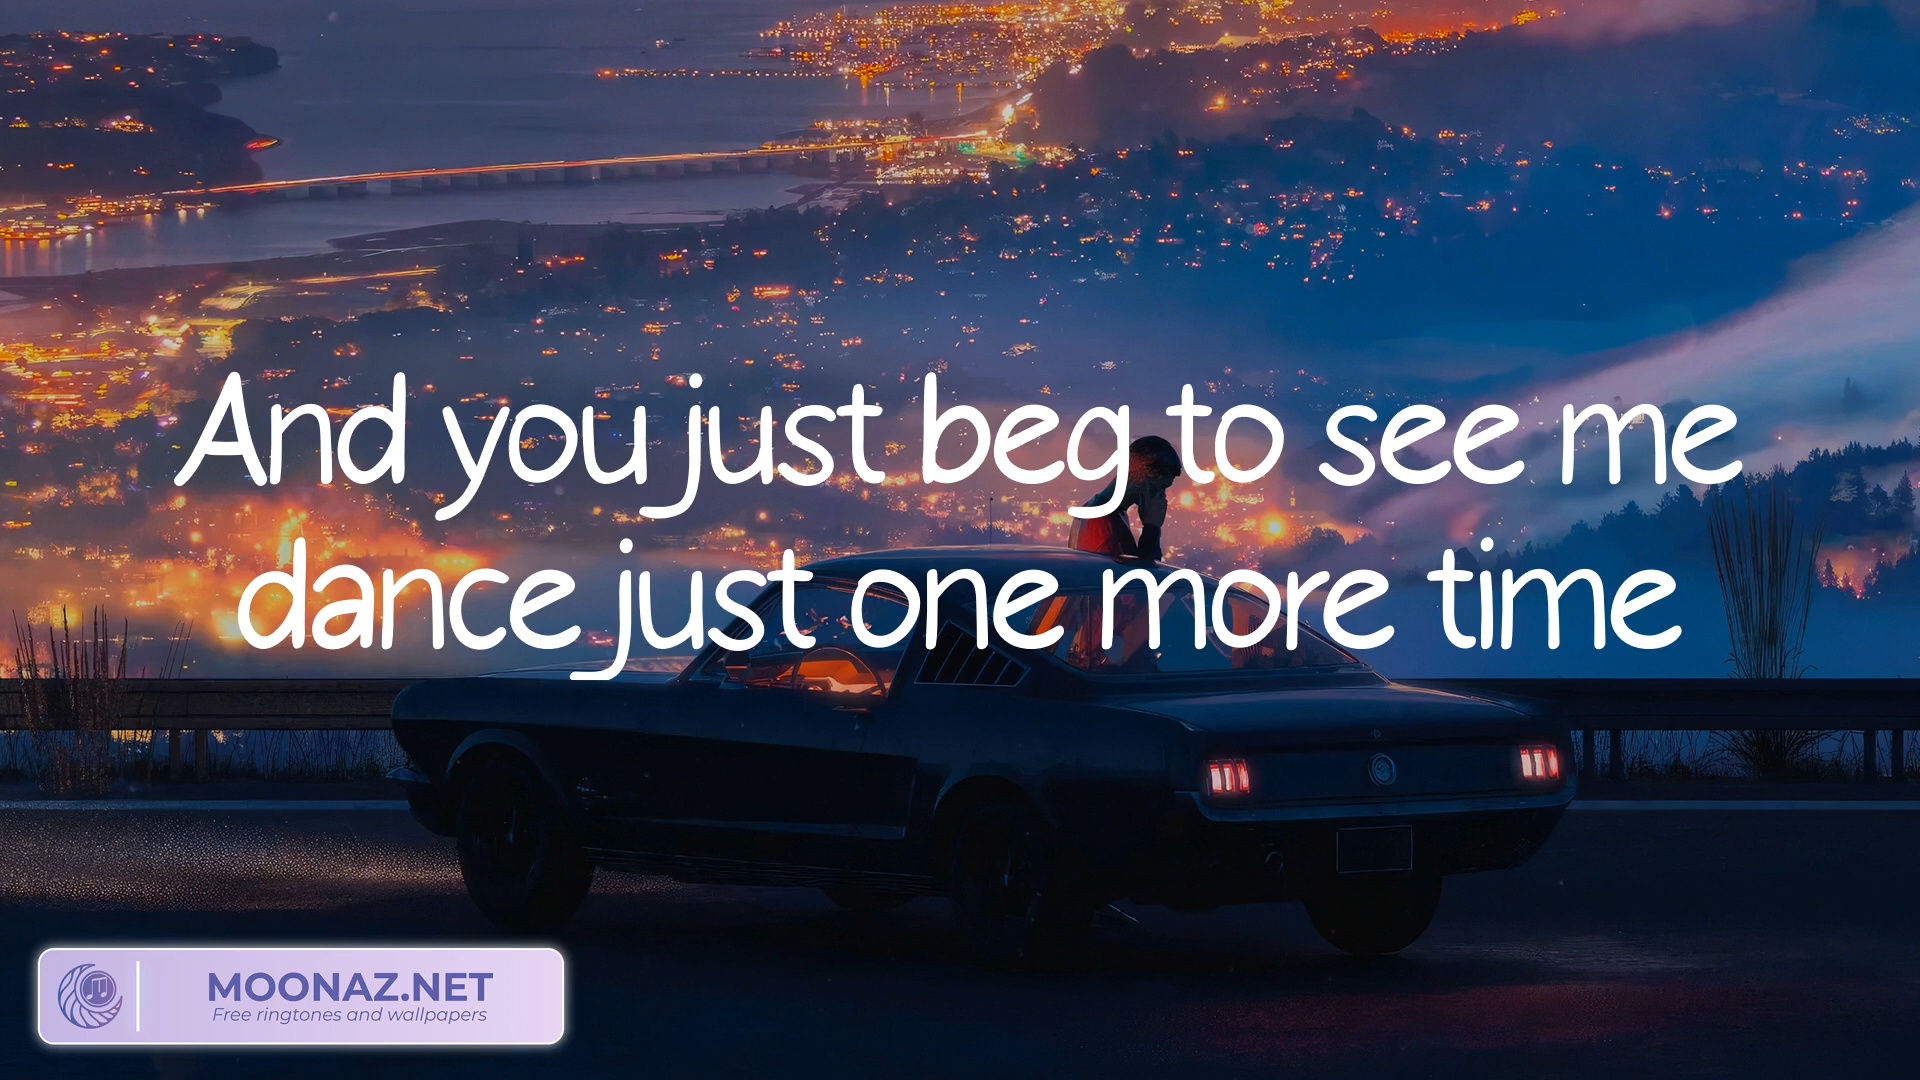 And you just beg to see me
dance just one more time
MOONAZ.NET
Free ringtones and wallpapers